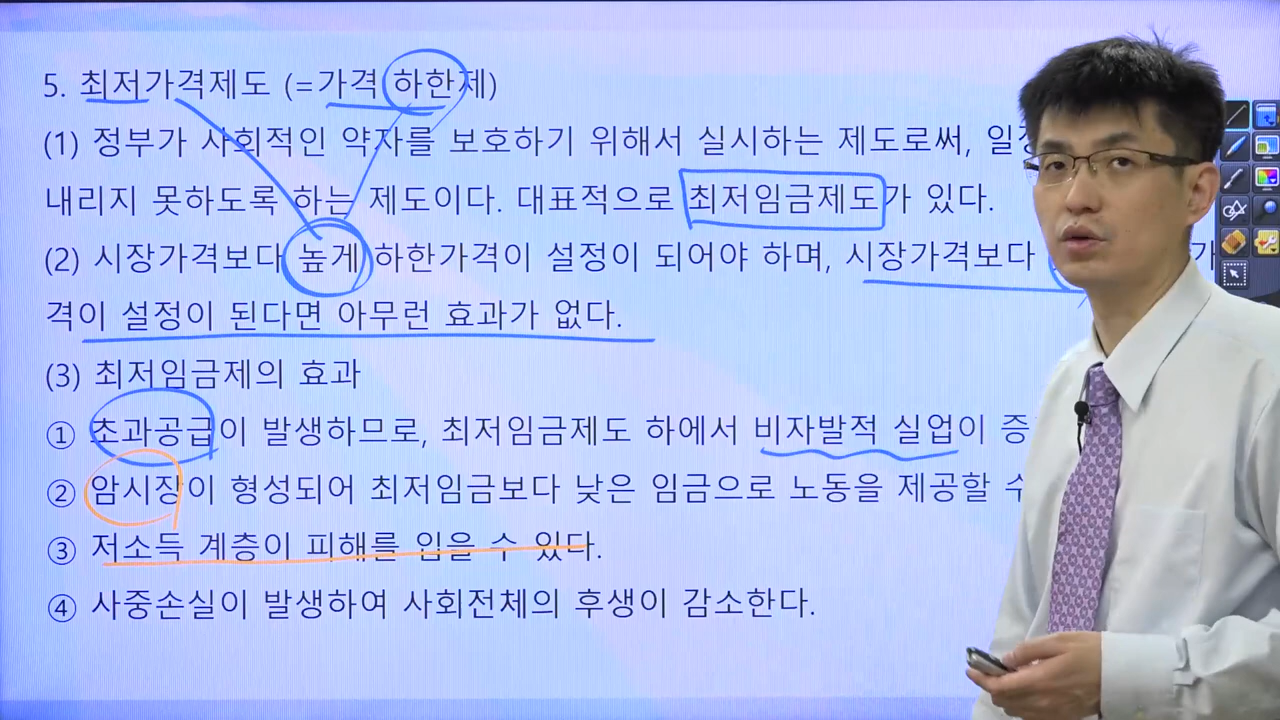 5. 최저가격제도 (=가격 하한제)
(1) 정부가 사회적인 약자를 보호하기 위해서 실시하는 제도로써,
내리지 못하도록 하는 제도이다. 대표적으로 최저임금제도가 있다.
(2) 시장가격보다 높게 하한가격이 설정이 되어야 하며, 시장가격보다
격이 설정이 된다면 아무런 효과가 없다.
(3) 최저임금제의 효과
① 초과공급이 발생하므로, 최저임금제도 하에서 비자발적 실업이
② 암시장이 형성되어 최저임금보다 낮은 임금으로 노동을 제공할 수
③ 저소득 계층이 피해를 입을 수 있다.
④ 사중손실이 발생하여 사회전체의 후생이 감소한다.